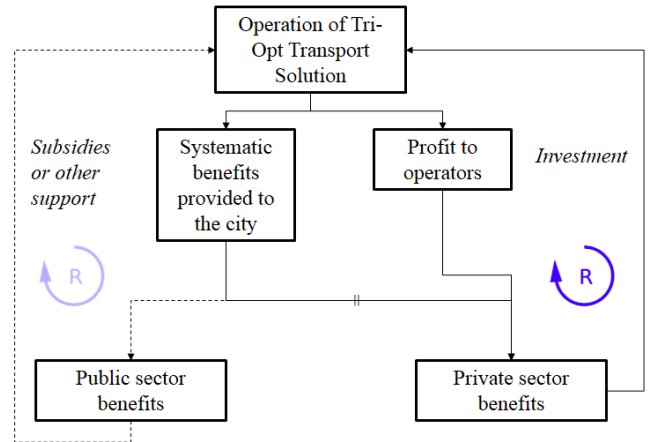 Operation of Tri-
Opt Transport
Solution
Subsidies
or other
support
Systematic
benefits
provided to
the city
Profit to
operators
Investment
R
R
Public sector
benefits
Private sector
benefits